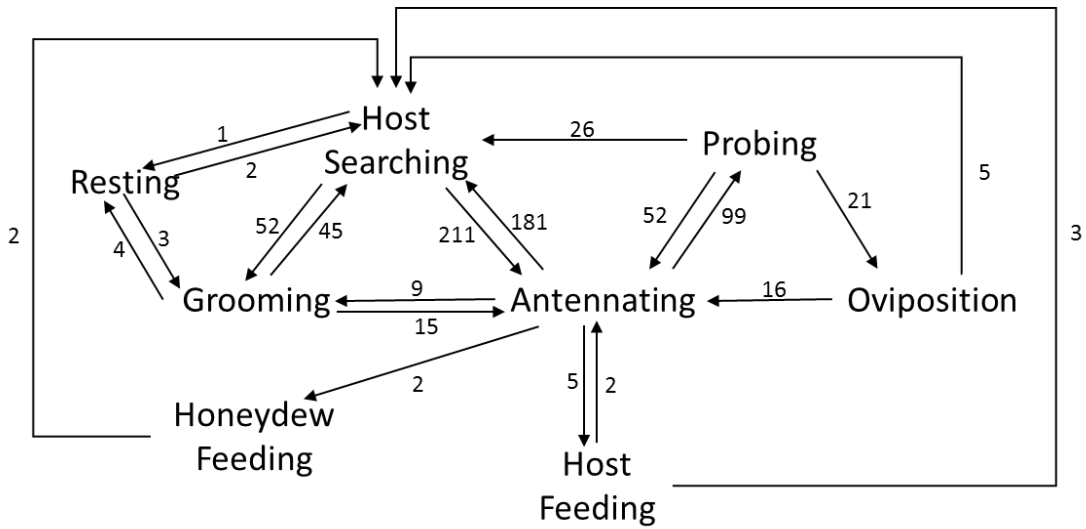 Host
Searching
1
2
26
Probing
Resting
52
45
211
181
52
99
21
5
2
4
3
3
Grooming
9
15
Antennating
16
Oviposition
2
5
2
Honeydew
Feeding
Host
Feeding